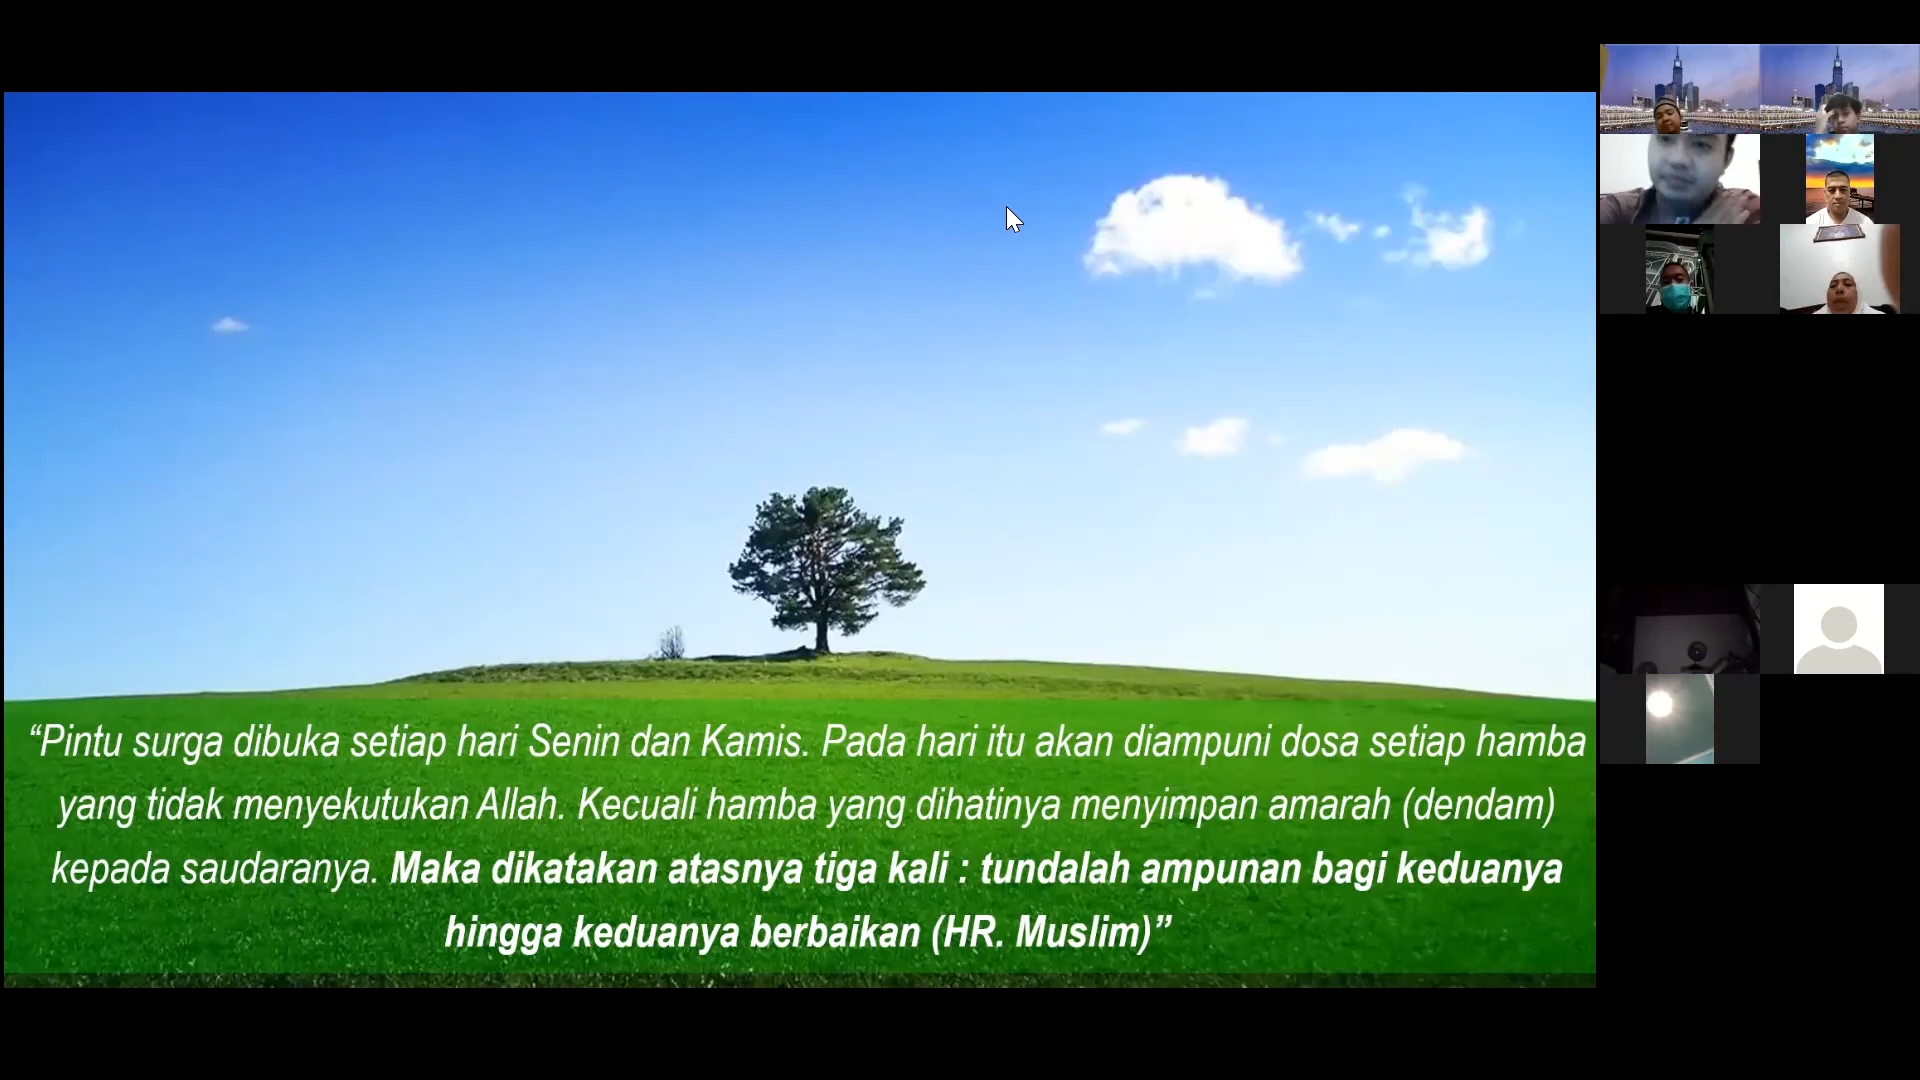 “Pintu surga dibuka setiap hari Senin dan Kamis. Pada hari itu akan diampuni dosa setiap hamba
yang tidak menyekutukan Allah. Kecuali hamba yang dihatinya menyimpan amarah (dendam)
kepada saudaranya. Maka dikatakan atasnya tiga kali : tundalah ampunan bagi keduanya
hingga keduanya berbaikan (HR. Muslim)”